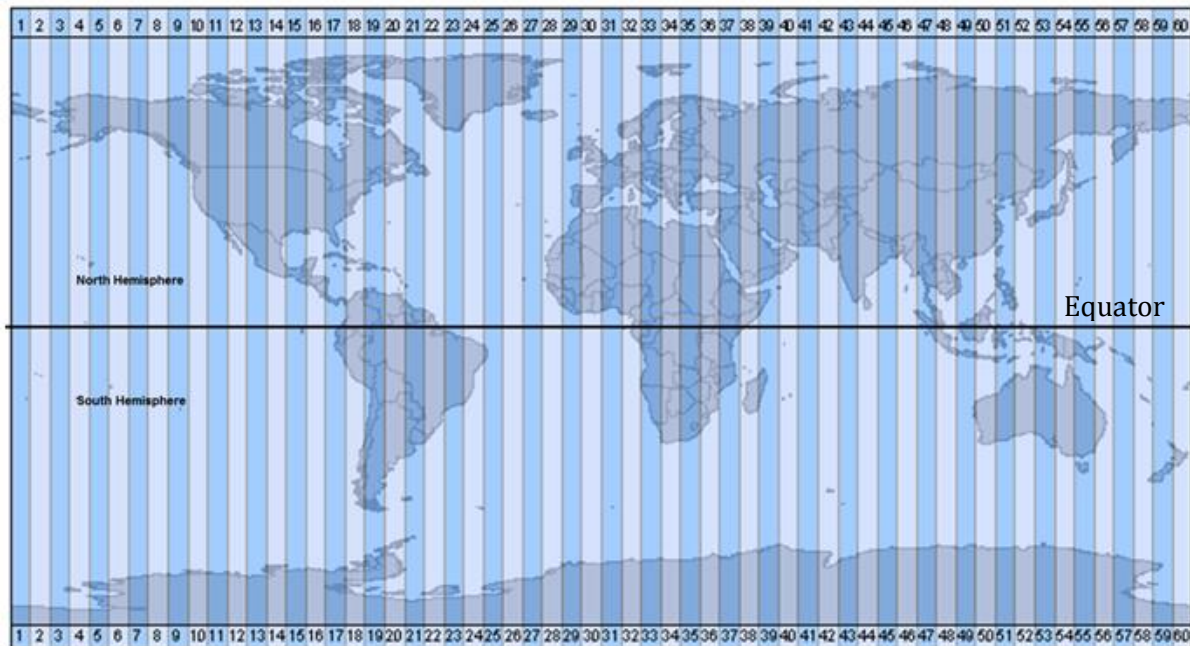 1 2 3 4 5 6 7 8 9 10 11 12 13 14 15 16 17 18 19 20 21 22 23 24 25 26 27 28 29 30 31 32 33 34 35 36 37 38 39 40 41 42 43 44 45 46 47 48 49 50 51 52 53 54 55 56 57 58 59 60
North Hemisphere
Equator
South Hemisphere
1 2 3 4 5 6 7 8 9 10 11 12 13 14 15 16 17 18 19 20 21 22 23 24 25 26 27 28 29 30 31 32 33 34 35 36 37 38 39 40 41 42 43 44 45 46 47 48 49 50 51 52 53 54 55 56 57 58 59 60